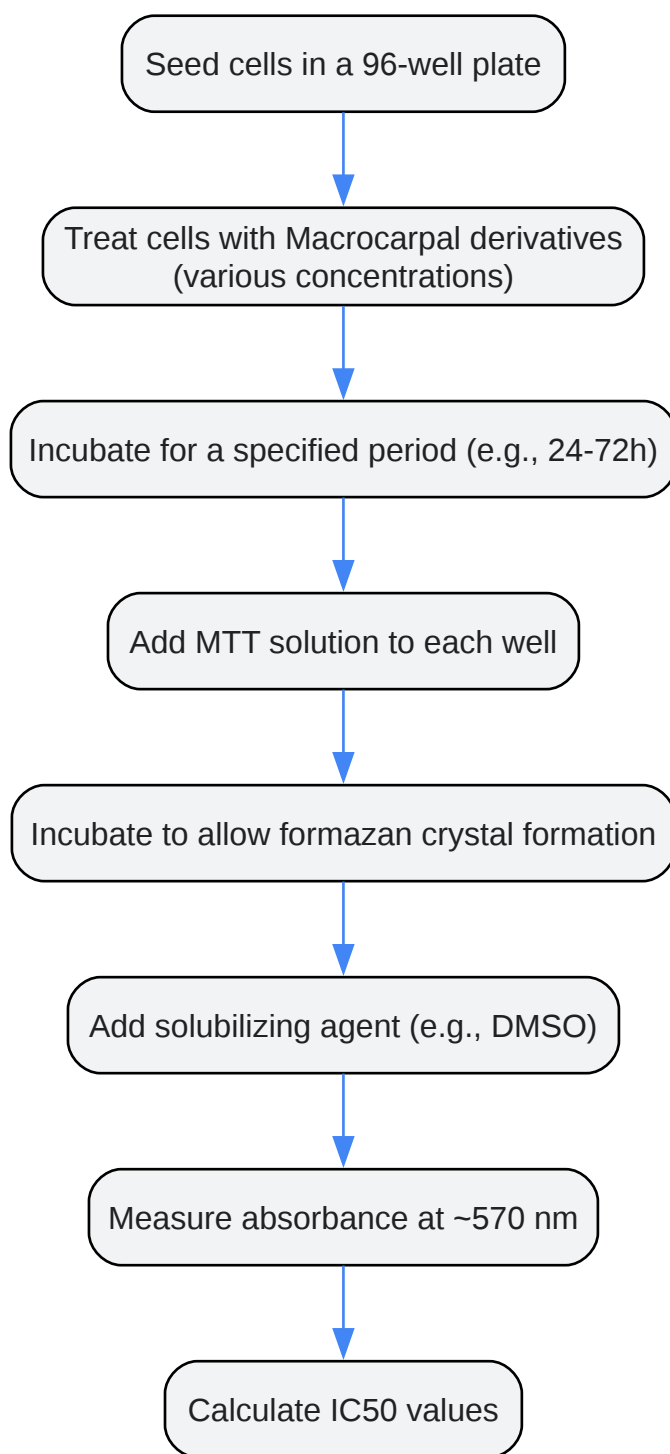 Seed cells in a 96-well plate
Treat cells with Macrocarpal derivatives
(various concentrations)
Incubate for a specified period (e.g., 24-72h)
Add MTT solution to each well
Incubate to allow formazan crystal formation
Add solubilizing agent (e.g., DMSO)
Measure absorbance at ~570 nm
Calculate IC50 values